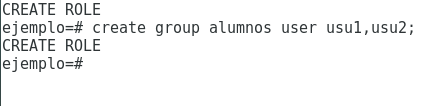 CREATE ROLE
ejemplo=# create group alumnos user usu1,usu2;
CREATE ROLE
ejemplo=#